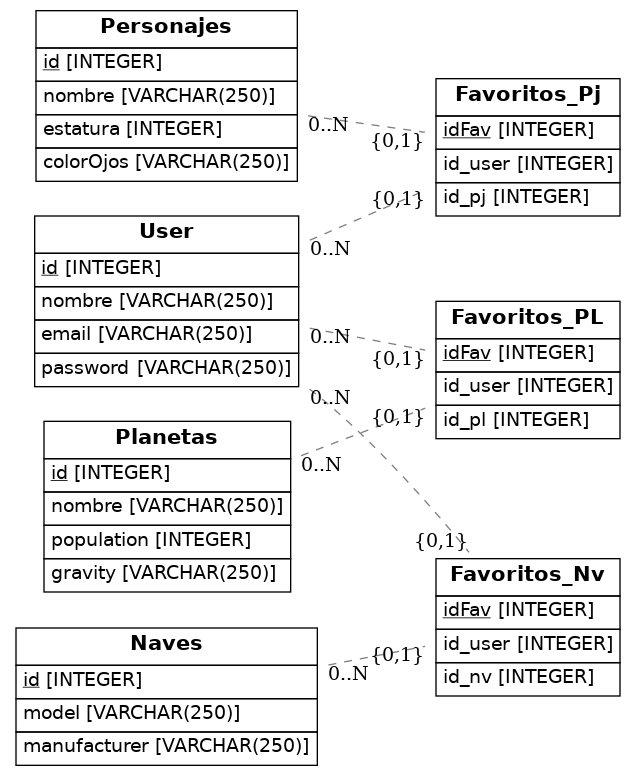 Personajes
id [INTEGER]
nombre [VARCHAR(250)]
estatura [INTEGER]
colorOjos [VARCHAR(250)]
0..N
{0,1}
Favoritos_Pj
idFav [INTEGER]
id_user [INTEGER]
id_pj [INTEGER]
User
id [INTEGER]
nombre [VARCHAR(250)]
email [VARCHAR(250)]
password [VARCHAR(250)]
{0,1}
0..N
0..N
{0,1}
0..N
Favoritos_PL
idFav [INTEGER]
id_user [INTEGER]
id_pl [INTEGER]
Planetas
id [INTEGER]
nombre [VARCHAR(250)]
population [INTEGER]
gravity [VARCHAR(250)]
{0,1}
0..N
{0,1}
Favoritos_Nv
idFav [INTEGER]
id_user [INTEGER]
id_nv [INTEGER]
Naves
id [INTEGER]
model [VARCHAR(250)]
manufacturer [VARCHAR(250)]
{0,1}
0..N